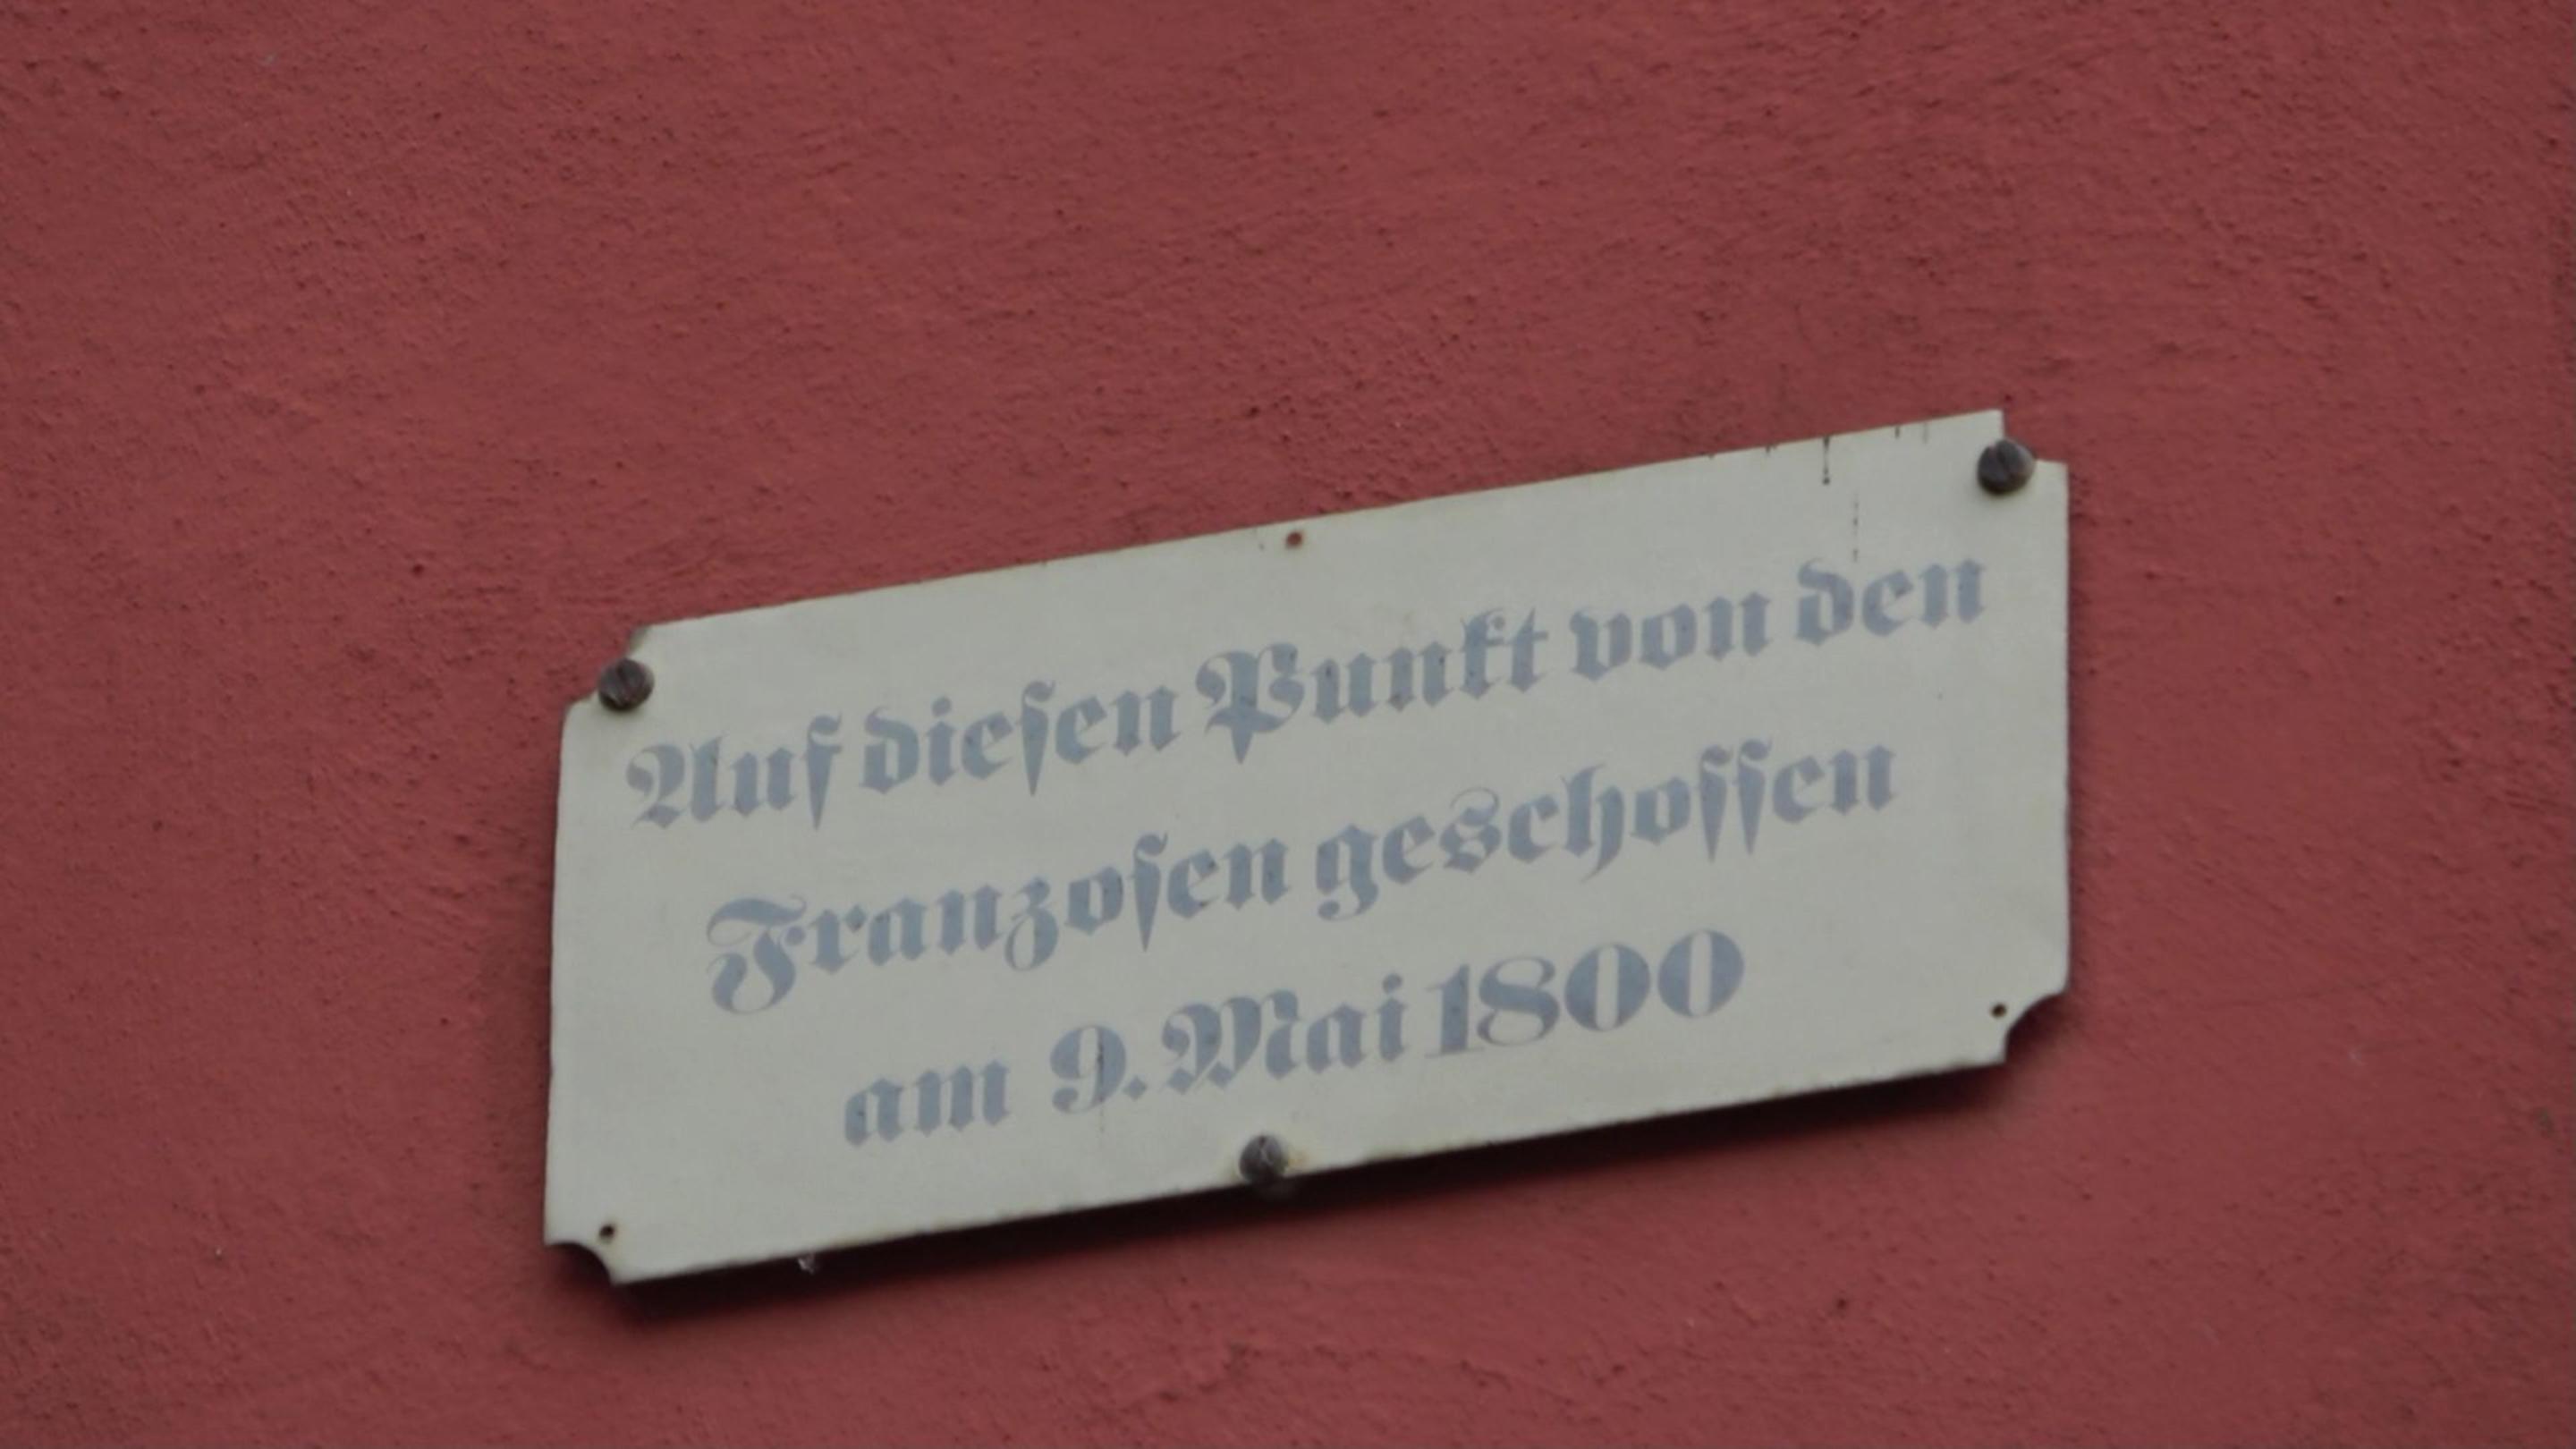 Auf dieſen Punkt von den
Franzoſen geschoſſen
am 9. Mai 1800